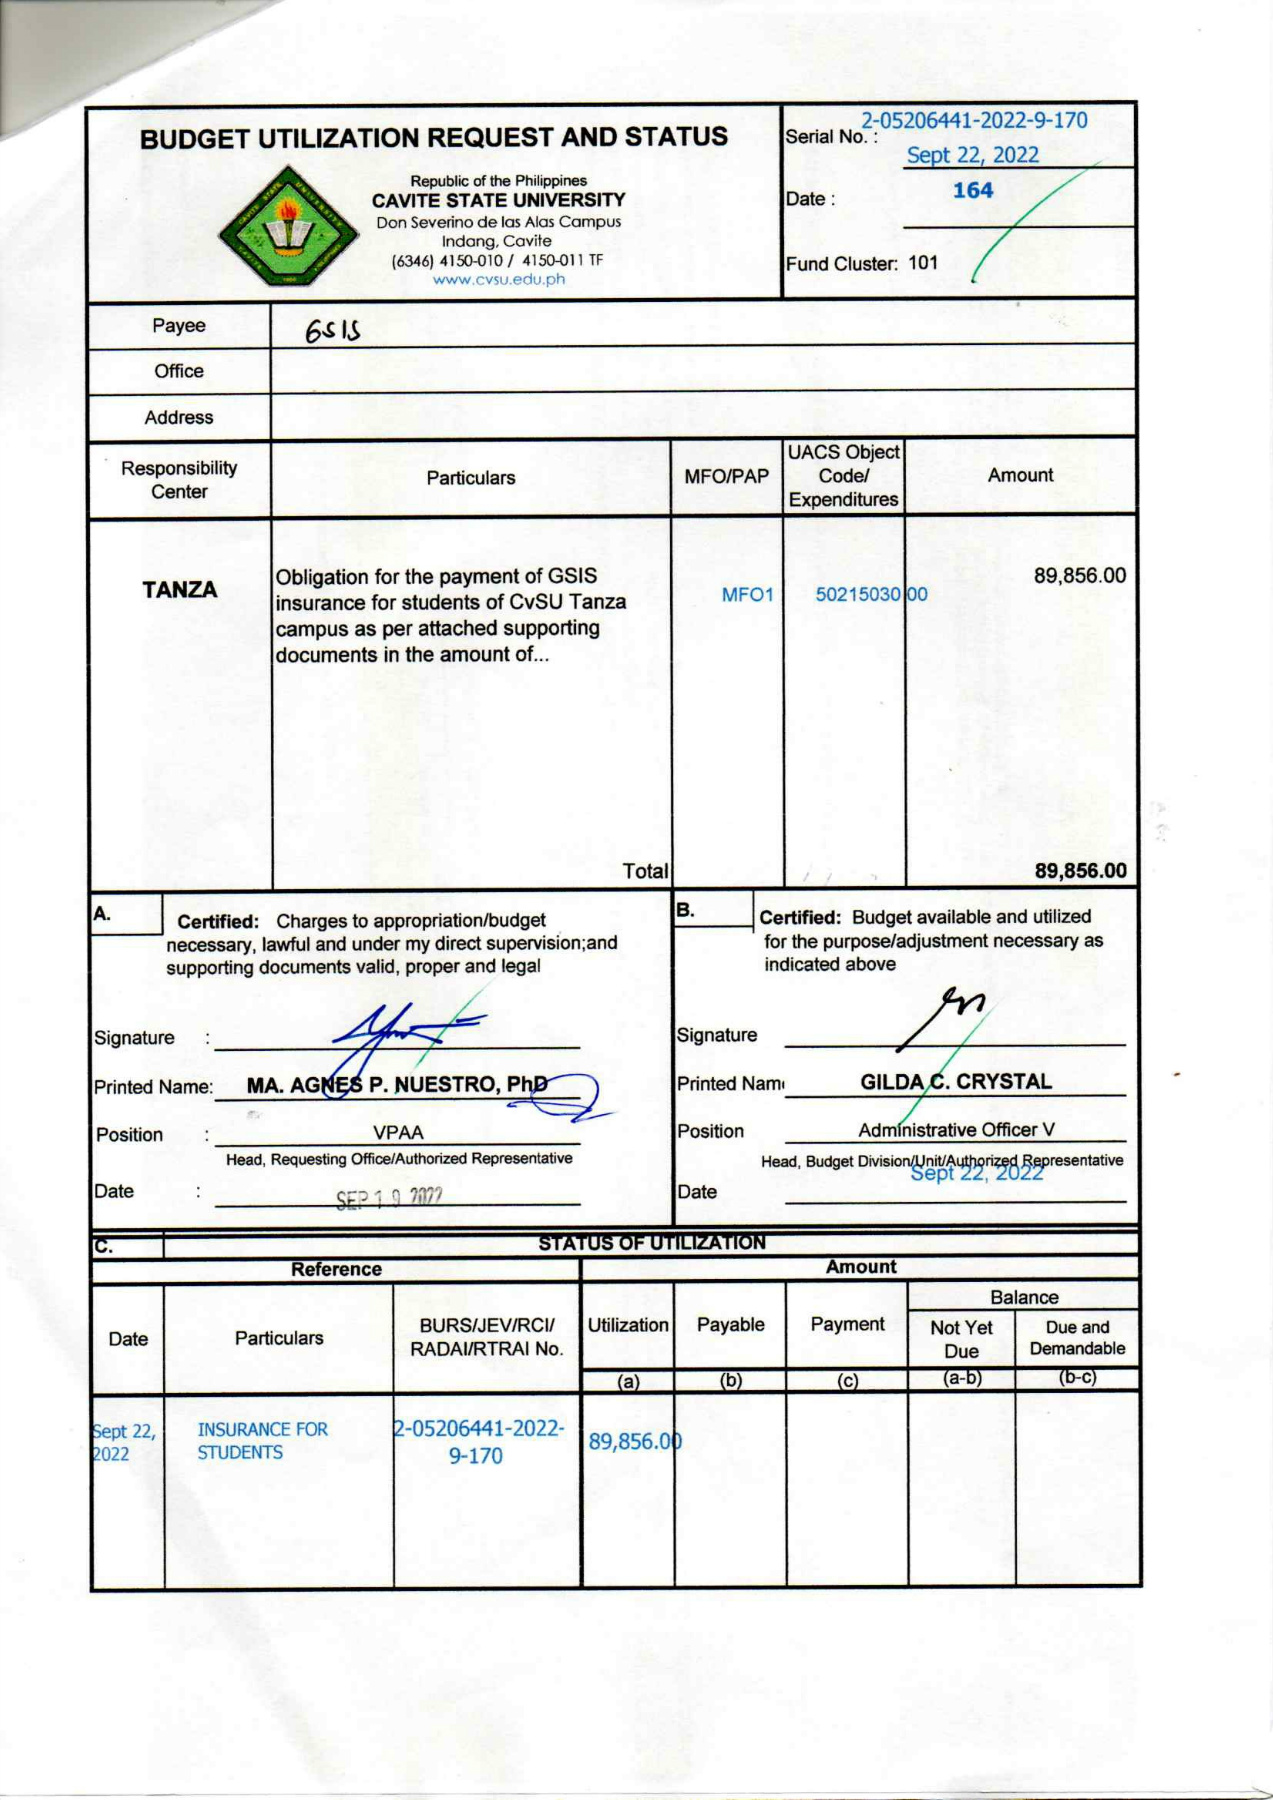 BUDGET UTILIZATION REQUEST AND STATUS
Republic of the Philippines
CAVITE STATE UNIVERSITY
Don Severino de las Alas Campus
Indang, Cavite
(6346) 4150-010 / 4150-011 TF
www.cvsu.edu.ph
2-05206441-2022-9-170
Serial No. :
Sept 22, 2022
164
Date :
Fund Cluster: 101
Payee GSIS
Office
Address
Responsibility Center
Particulars
MFO/PAP
UACS Object Code/ Expenditures
Amount
TANZA
Obligation for the payment of GSIS
insurance for students of CvSU Tanza
campus as per attached supporting
documents in the amount of...
MFO1
50215030 00
89,856.00
Total 89,856.00
A.
Certified: Charges to appropriation/budget
necessary, lawful and under my direct supervision;and
supporting documents valid, proper and legal
Signature :
Printed Name: MA. AGNES P. NUESTRO, PhD
Position : VPAA
Head, Requesting Office/Authorized Representative
Date : SEP 19 2022
B.
Certified: Budget available and utilized
for the purpose/adjustment necessary as
indicated above
Signature
Printed Nam GILDA C. CRYSTAL
Position Administrative Officer V
Head, Budget Division/Unit/Authorized Representative
Sept 22, 2022
Date
C. STATUS OF UTILIZATION
Reference Amount
Date
Particulars
BURS/JEV/RCI/
RADAI/RTRAI No.
Utilization
Payable
Payment
Balance
Not Yet
Due
Due and
Demandable
(a) (b) (c) (a-b) (b-c)
Sept 22,
2022
INSURANCE FOR
STUDENTS
2-05206441-2022-
9-170
89,856.00